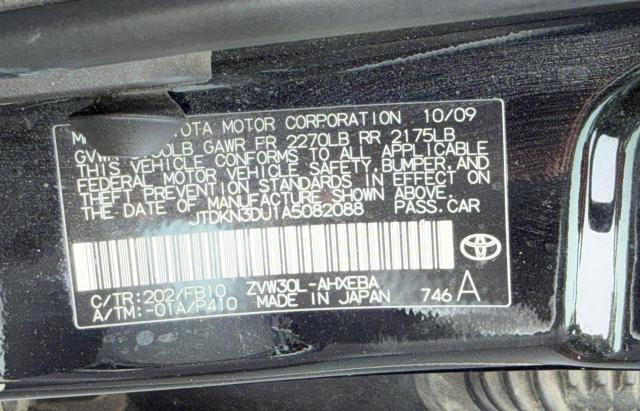 TOYOTA MOTOR CORPORATION 10/09
GAWR FR 2270LB RR 2175LB
THIS VEHICLE CONFORMS TO ALL APPLICABLE
FEDERAL MOTOR VEHICLE SAFETY, BUMPER, AND
THEFT PREVENTION STANDARDS IN EFFECT ON
THE DATE OF MANUFACTURE SHOWN ABOVE.
JTDKN3DU1A5082088 PASS.CAR
C/TR:202/FB10 ZVW30L-AHXEBA
A/TM:-01A/P410 MADE IN JAPAN 746 A